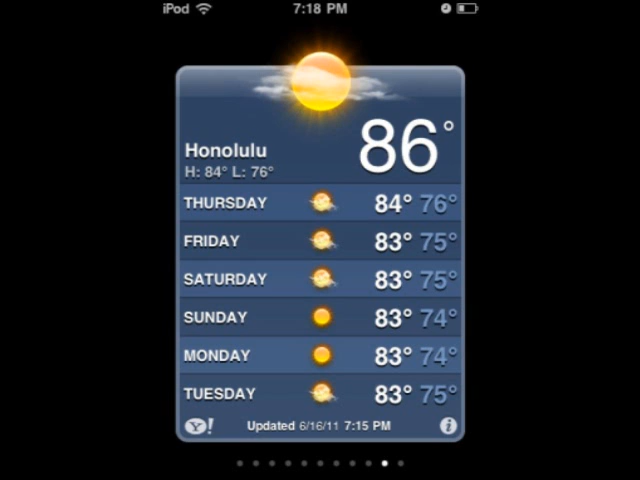 iPod 7:18 PM
86°
Honolulu
H: 84° L: 76°
THURSDAY 84° 76°
FRIDAY 83° 75°
SATURDAY 83° 75°
SUNDAY 83° 74°
MONDAY 83° 74°
TUESDAY 83° 75°
Y! Updated 6/16/11 7:15 PM i